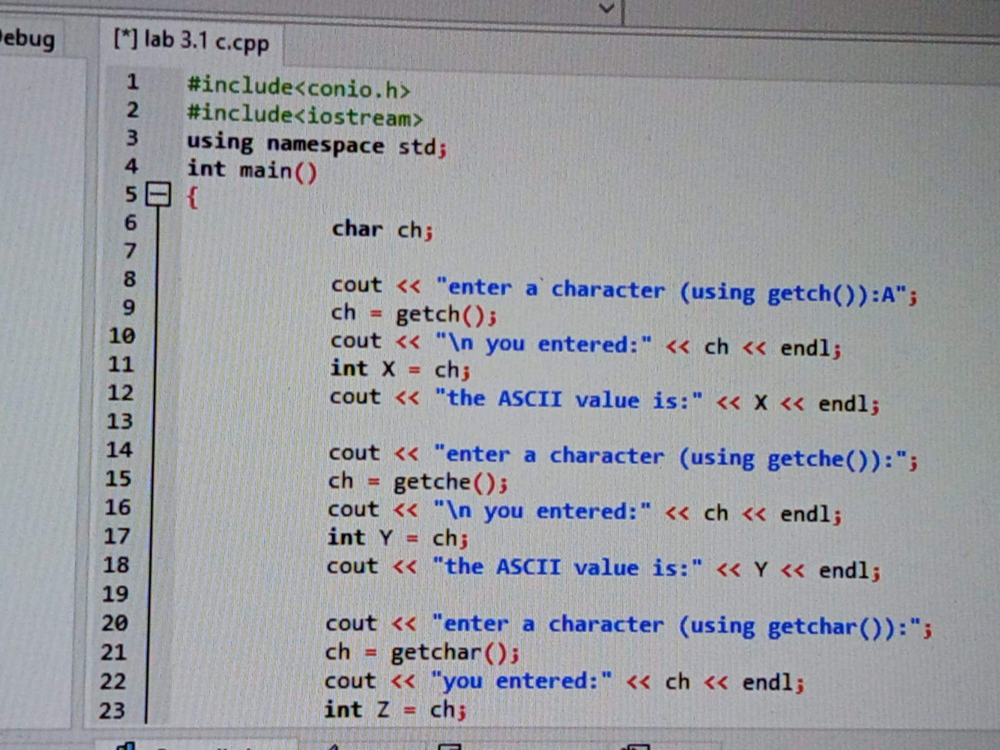 ebug
[*] lab 3.1 c.cpp
1 #include<conio.h>
2 #include<iostream>
3 using namespace std;
4 int main()
5 {
6 char ch;
7
8 cout << "enter a character (using getch()):A";
9 ch = getch();
10 cout << "\n you entered:" << ch << endl;
11 int X = ch;
12 cout << "the ASCII value is:" << X << endl;
13
14 cout << "enter a character (using getche()):";
15 ch = getche();
16 cout << "\n you entered:" << ch << endl;
17 int Y = ch;
18 cout << "the ASCII value is:" << Y << endl;
19
20 cout << "enter a character (using getchar()):";
21 ch = getchar();
22 cout << "you entered:" << ch << endl;
23 int Z = ch;